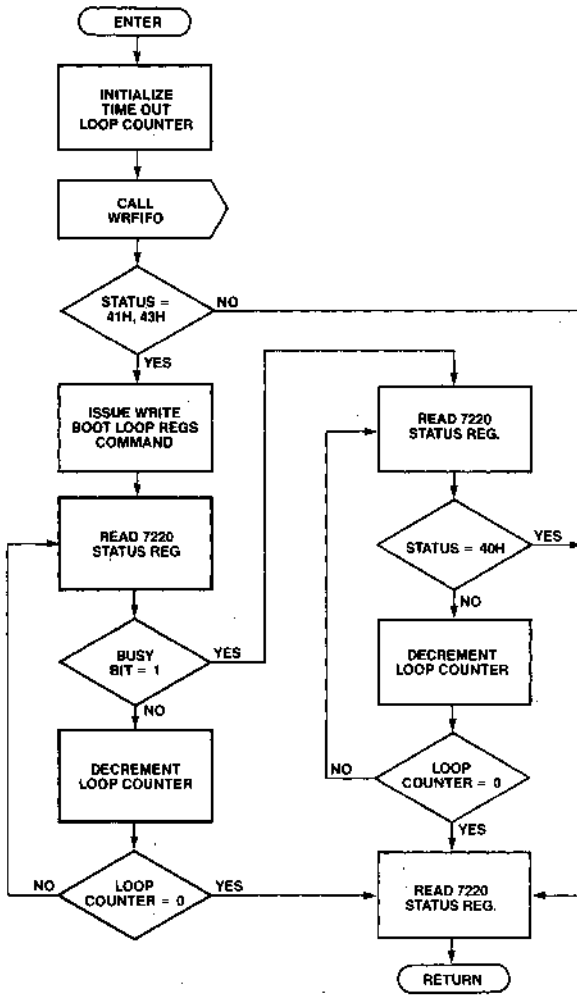 ENTER
INITIALIZE
TIME OUT
LOOP COUNTER
CALL
WRFIFO
STATUS =
41H, 43H
NO
YES
ISSUE WRITE
BOOT LOOP REGS
COMMAND
READ 7220
STATUS REG
BUSY
BIT = 1
YES
NO
DECREMENT
LOOP COUNTER
LOOP
COUNTER = 0
NO
YES
READ 7220
STATUS REG.
STATUS = 40H
YES
NO
DECREMENT
LOOP COUNTER
LOOP
COUNTER = 0
NO
YES
READ 7220
STATUS REG.
RETURN